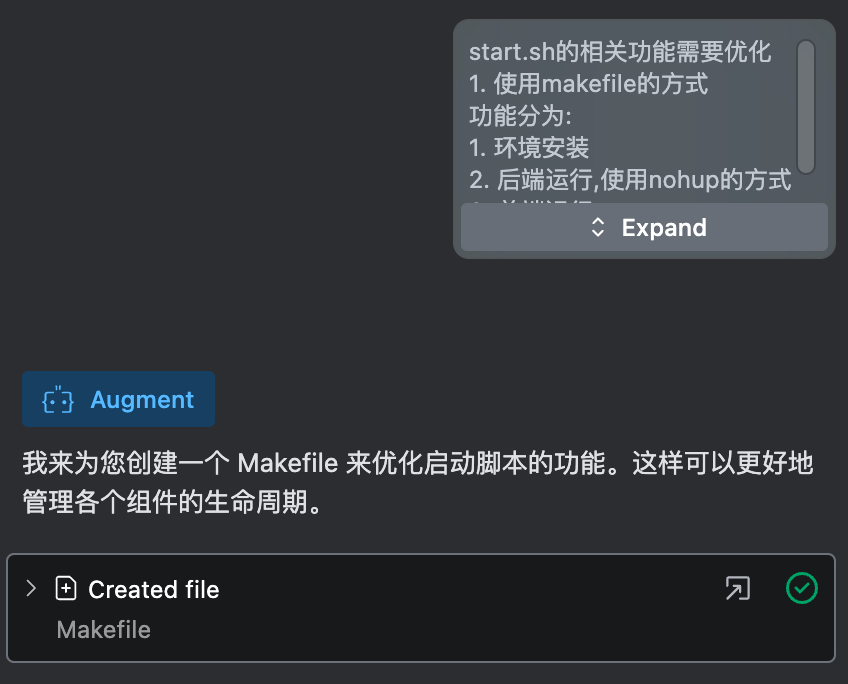 start.sh的相关功能需要优化
1. 使用makefile的方式
功能分为:
1. 环境安装
2. 后端运行,使用nohup的方式
Expand
Augment
我来为您创建一个 Makefile 来优化启动脚本的功能。这样可以更好地
管理各个组件的生命周期。
Created file
Makefile